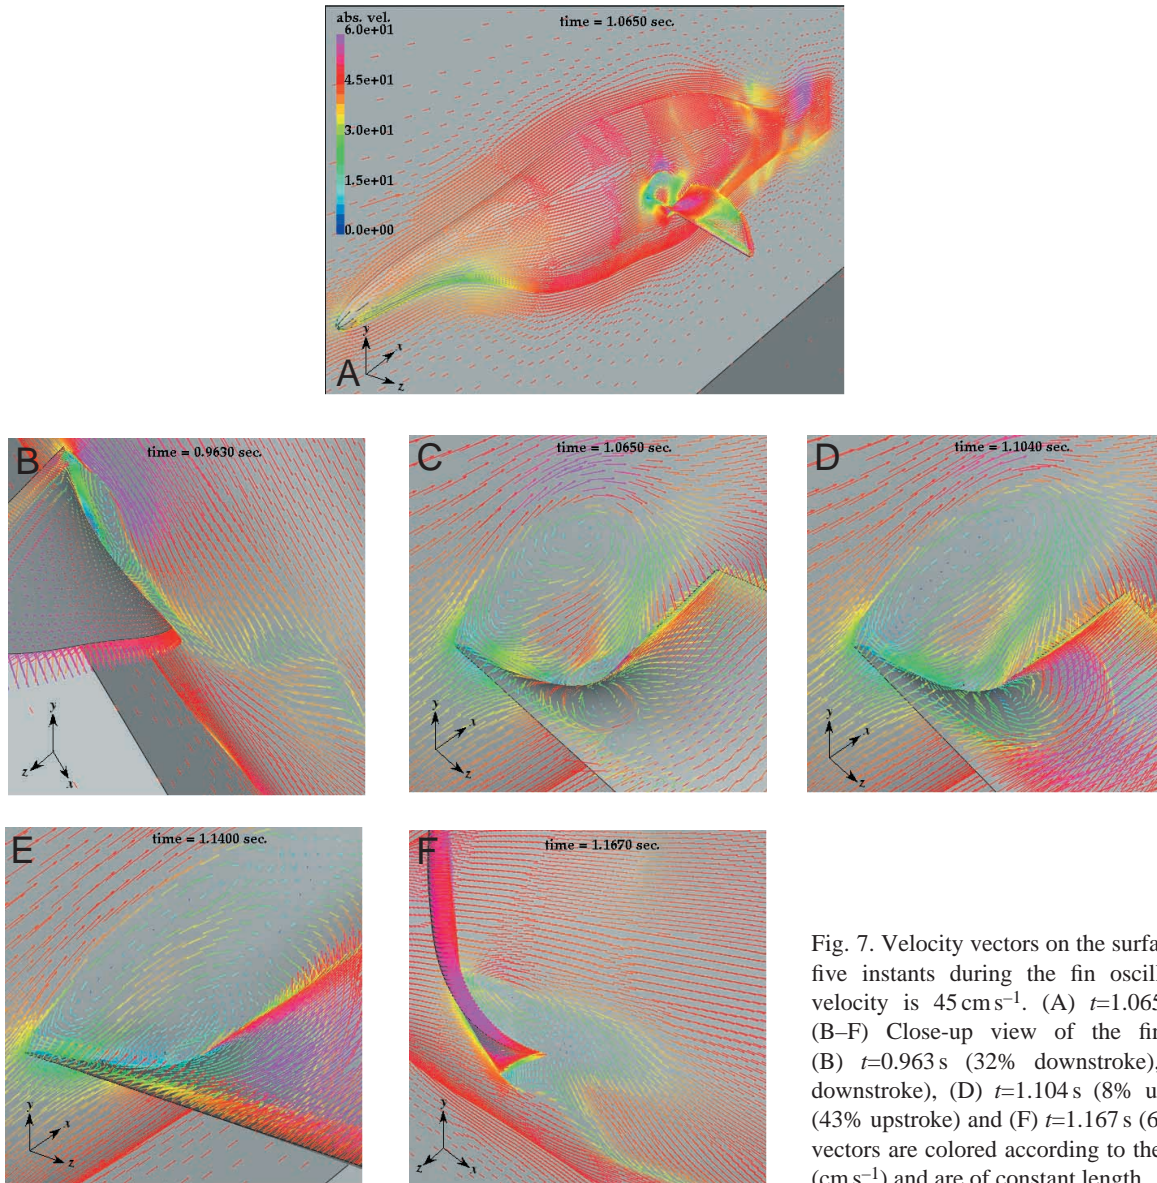 abs. vel.
6.0e+01
4.5e+01
3.0e+01
1.5e+01
0.0e+00
time = 1.0650 sec.
y
x
z
A
B
time = 0.9630 sec.
y
z
x
C
time = 1.0650 sec.
y
x
z
D
time = 1.1040 sec.
y
x
z
E
time = 1.1400 sec.
y
x
z
F
time = 1.1670 sec.
y
z
x
Fig. 7. Velocity vectors on the surfa
five instants during the fin oscill
velocity is 45 cm s–1. (A) t=1.065
(B–F) Close-up view of the fin
(B) t=0.963 s (32% downstroke),
downstroke), (D) t=1.104 s (8% u
(43% upstroke) and (F) t=1.167 s (6
vectors are colored according to the
(cm s–1) and are of constant length